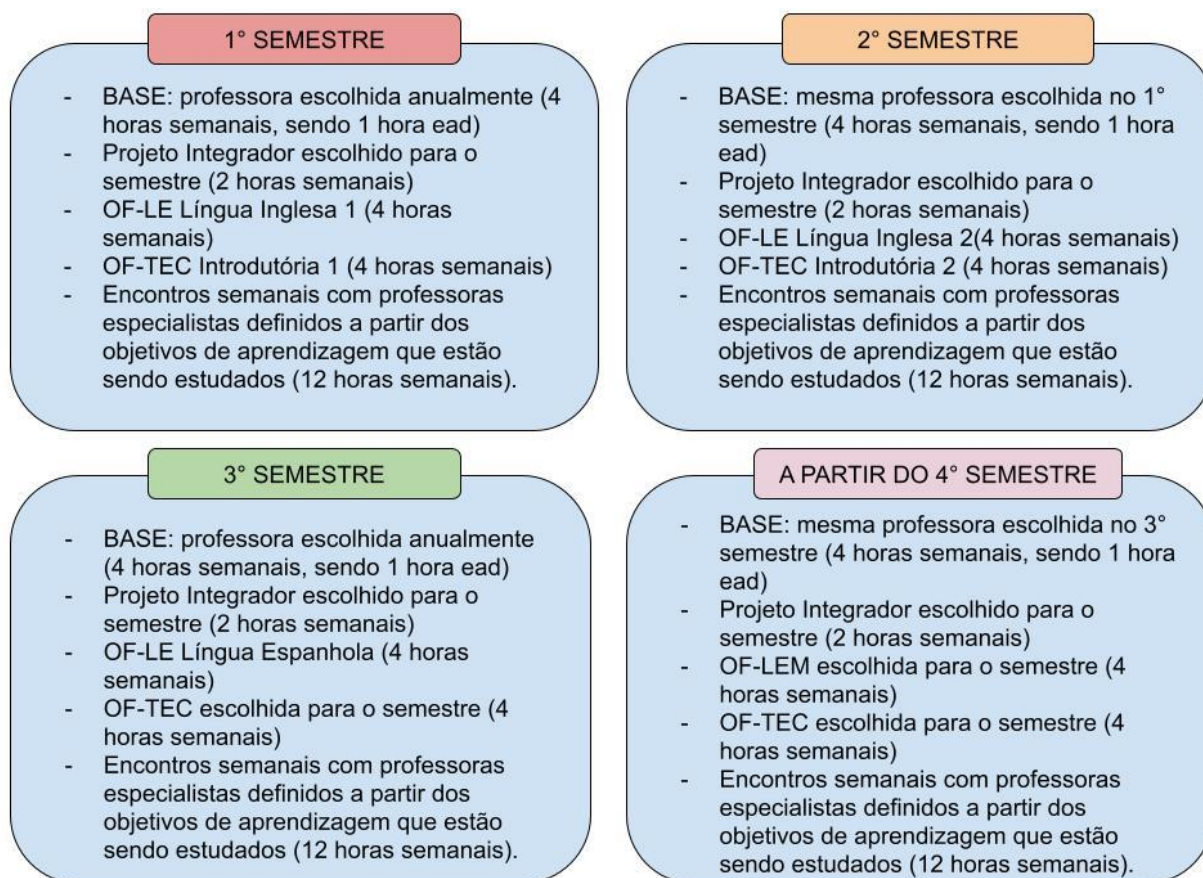 1° SEMESTRE
- BASE: professora escolhida anualmente (4
horas semanais, sendo 1 hora ead)
- Projeto Integrador escolhido para o
semestre (2 horas semanais)
- OF-LE Língua Inglesa 1 (4 horas
semanais)
- OF-TEC Introdutória 1 (4 horas semanais)
- Encontros semanais com professoras
especialistas definidos a partir dos
objetivos de aprendizagem que estão
sendo estudados (12 horas semanais).
2° SEMESTRE
- BASE: mesma professora escolhida no 1°
semestre (4 horas semanais, sendo 1 hora
ead)
- Projeto Integrador escolhido para o
semestre (2 horas semanais)
- OF-LE Língua Inglesa 2(4 horas semanais)
- OF-TEC Introdutória 2 (4 horas semanais)
- Encontros semanais com professoras
especialistas definidos a partir dos
objetivos de aprendizagem que estão
sendo estudados (12 horas semanais).
3° SEMESTRE
- BASE: professora escolhida anualmente
(4 horas semanais, sendo 1 hora ead)
- Projeto Integrador escolhido para o
semestre (2 horas semanais)
- OF-LE Língua Espanhola (4 horas
semanais)
- OF-TEC escolhida para o semestre (4
horas semanais)
- Encontros semanais com professoras
especialistas definidos a partir dos
objetivos de aprendizagem que estão
sendo estudados (12 horas semanais).
A PARTIR DO 4° SEMESTRE
- BASE: mesma professora escolhida no 3°
semestre (4 horas semanais, sendo 1 hora
ead)
- Projeto Integrador escolhido para o
semestre (2 horas semanais)
- OF-LEM escolhida para o semestre (4
horas semanais)
- OF-TEC escolhida para o semestre (4
horas semanais)
- Encontros semanais com professoras
especialistas definidos a partir dos
objetivos de aprendizagem que estão
sendo estudados (12 horas semanais).